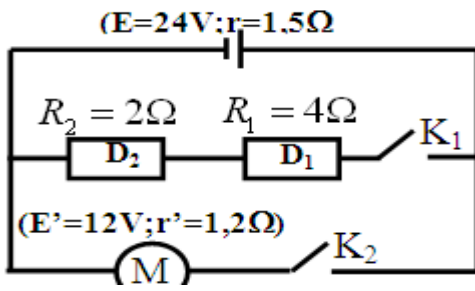 (E=24V;r=1,5Ω
R₂ = 2Ω R₁ = 4Ω
D₂ D₁ K₁
(E’=12V;r’=1,2Ω)
M K₂